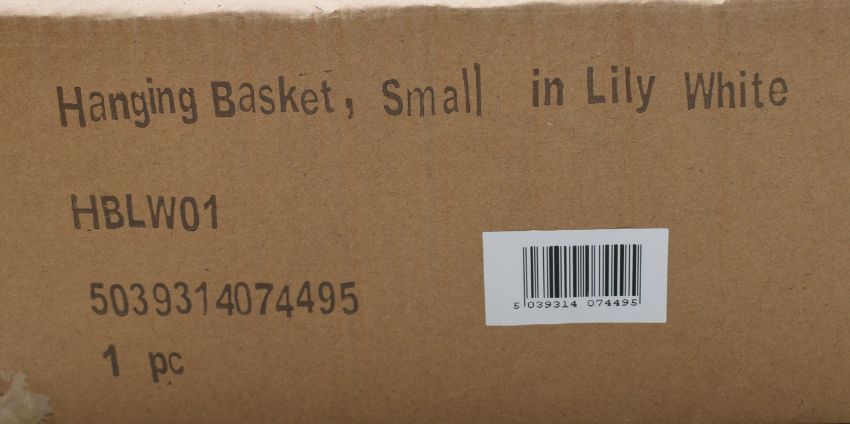 Hanging Basket, Small in Lily White
HBLW01
5039314074495
1 pc
5 039314 074495